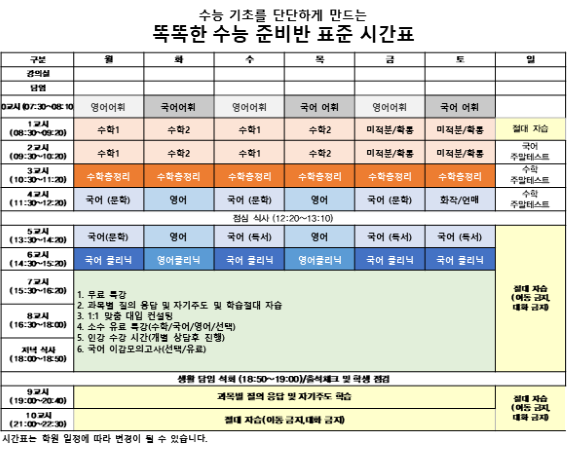 수능 기초를 단단하게 만드는
똑똑한 수능 준비반 표준 시간표
구분 월 화 수 목 금 토 일
강의실
담임
0교시 (07:30~08:10) 영어어휘 국어어휘 영어어휘 국어 어휘 영어어휘 국어 어휘
1교시 (08:30~09:20) 수학1 수학2 수학1 수학2 미적분/확통 미적분/확통 절대 자습
2교시 (09:30~10:20) 수학1 수학2 수학1 수학2 미적분/확통 미적분/확통 국어 주말테스트
3교시 (10:30~11:20) 수학총정리 수학총정리 수학총정리 수학총정리 수학총정리 수학총정리 수학 주말테스트
4교시 (11:30~12:20) 국어 (문학) 영어 국어 (문학) 영어 국어 (문학) 화작/언매 수학 주말테스트
점심 식사 (12:20~13:10)
5교시 (13:30~14:20) 국어(문학) 영어 국어 (독서) 영어 국어 (독서) 국어 (독서)
6교시 (14:30~15:20) 국어 클리닉 영어클리닉 국어 클리닉 영어클리닉 국어 클리닉 국어 클리닉
7교시 (15:30~16:20)
8교시 (16:30~18:00)
저녁 식사 (18:00~18:50)
1. 무료 특강
2. 과목별 질의 응답 및 자기주도 및 학습절대 자습
3. 1:1 맞춤 대입 컨설팅
4. 소수 유료 특강(수학/국어/영어/선택)
5. 인강 수강 시간(개별 상담후 진행)
6. 국어 이감모의고사(선택/유료)
절대 자습
(이동 금지,
대화 금지)
생활 담임 석회 (18:50~19:00)/출석체크 및 학생 점검
9교시 (19:00~20:40) 과목별 질의 응답 및 자기주도 학습
10교시 (21:00~22:30) 절대 자습(이동 금지,대화 금지)
절대 자습
(이동 금지,
대화 금지)
시간표는 학원 일정에 따라 변경이 될 수 있습니다.